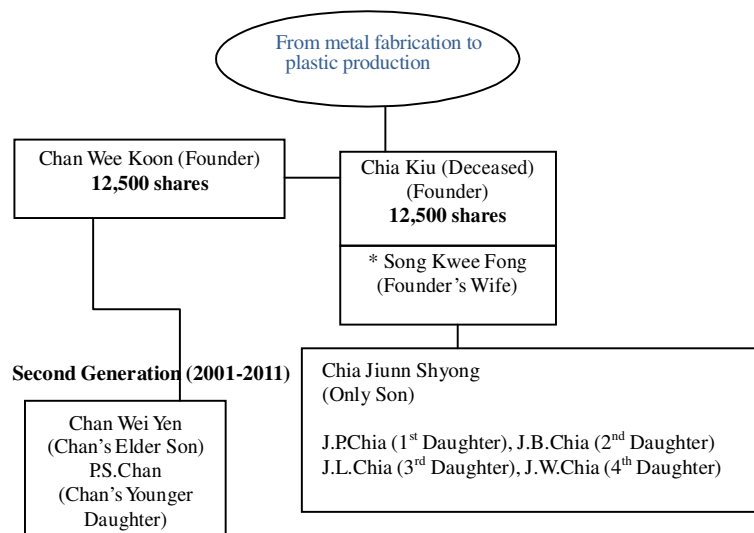 From metal fabrication to
plastic production
Chan Wee Koon (Founder)
12,500 shares
Chia Kiu (Deceased)
(Founder)
12,500 shares
* Song Kwee Fong
(Founder’s Wife)
Second Generation (2001-2011)
Chan Wei Yen
(Chan’s Elder Son)
P.S.Chan
(Chan’s Younger
Daughter)
Chia Jiunn Shyong
(Only Son)
J.P.Chia (1st Daughter), J.B.Chia (2nd Daughter)
J.L.Chia (3rd Daughter), J.W.Chia (4th Daughter)